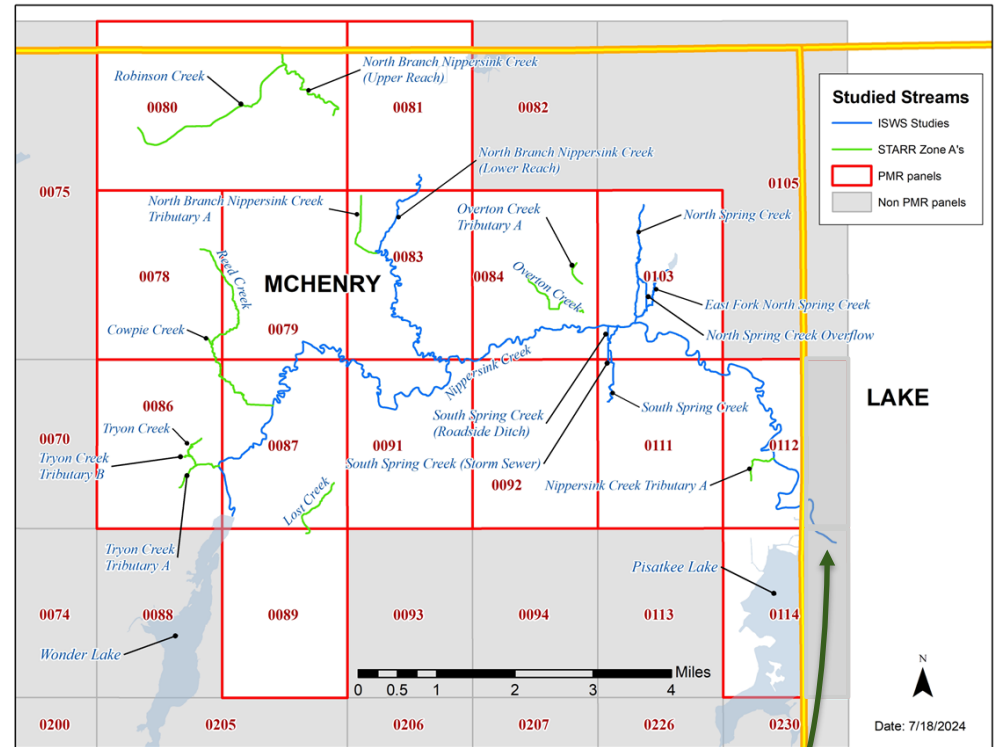 North Branch Nippersink Creek
(Upper Reach)
Robinson Creek
0080
0081
0082
Studied Streams
ISWS Studies
STARR Zone A's
PMR panels
Non PMR panels
North Branch Nippersink Creek
(Lower Reach)
0075
0105
North Branch Nippersink Creek
Tributary A
Overton Creek
Tributary A
North Spring Creek
0083
0078
Reed Creek
MCHENRY
0084
Overton Creek
0103
East Fork North Spring Creek
Cowpie Creek
0079
North Spring Creek Overflow
Nippersink Creek
LAKE
0086
South Spring Creek
(Roadside Ditch)
South Spring Creek
Tryon Creek
0070
0087
0091
0111
0112
Tryon Creek
Tributary B
South Spring Creek (Storm Sewer)
0092
Nippersink Creek Tributary A
Lost Creek
Tryon Creek
Tributary A
Pisatkee Lake
0074
0088
0089
0093
0094
0113
0114
Wonder Lake
Miles
0 0.5 1 2 3 4
N
0200
0205
0206
0207
0226
0230
Date: 7/18/2024